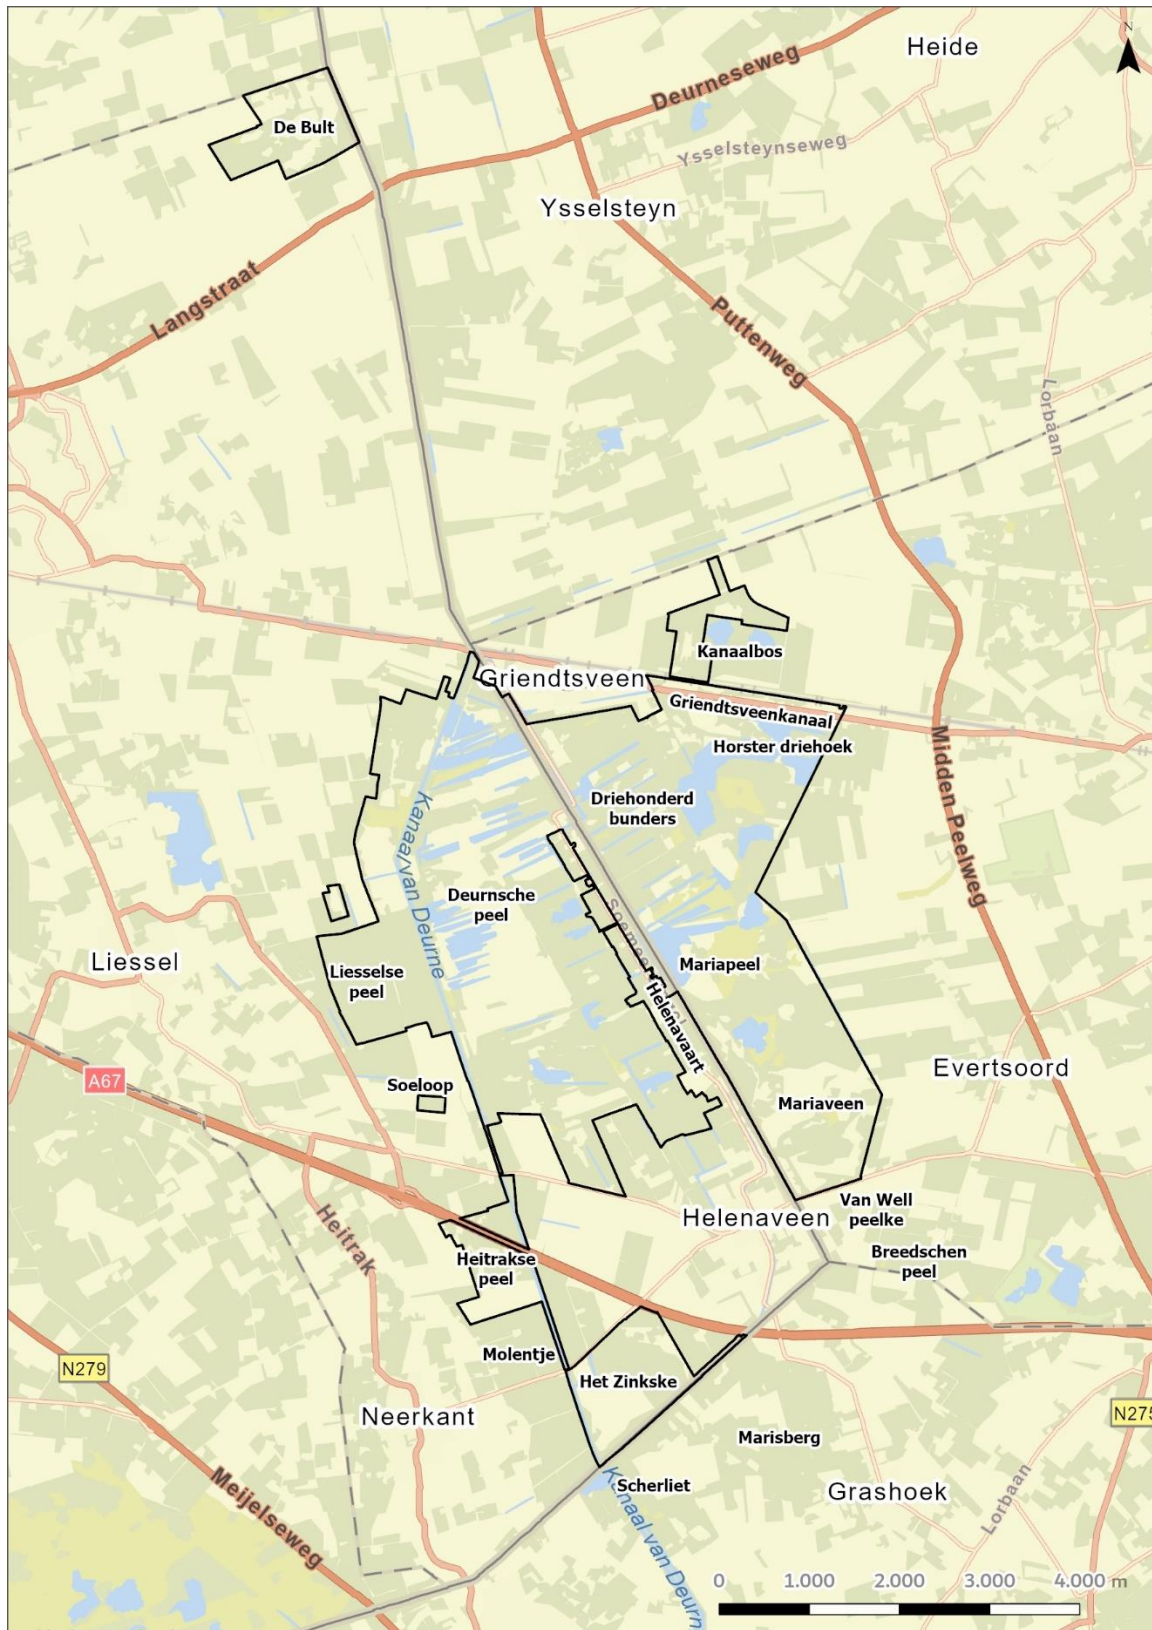 N
Heide
Deurneseweg
De Bult
Ysselsteynseweg
Ysselsteyn
Langstraat
Puttenweg
Lorbaan
Kanaalbos
Griendtsveen
Griendtsveenkanaal
Horster driehoek
Midden Peelweg
Driehonderd
bunders
Kanaal van Deurne
Deurnsche
peel
Liessel
Liesselse
peel
Mariapeel
Helenavaart
A67
Soeloop
Evertsoord
Mariaveen
Van Well
peelke
Helenaveen
Heitrak
Heitrakse
peel
Breedschen
peel
N279
Molentje
Het Zinkske
Neerkant
N275
Marisberg
Scherliet
Grashoek
Lorbaan
Meijelseweg
Kanaal van Deurn
0 1.000 2.000 3.000 4.000 m